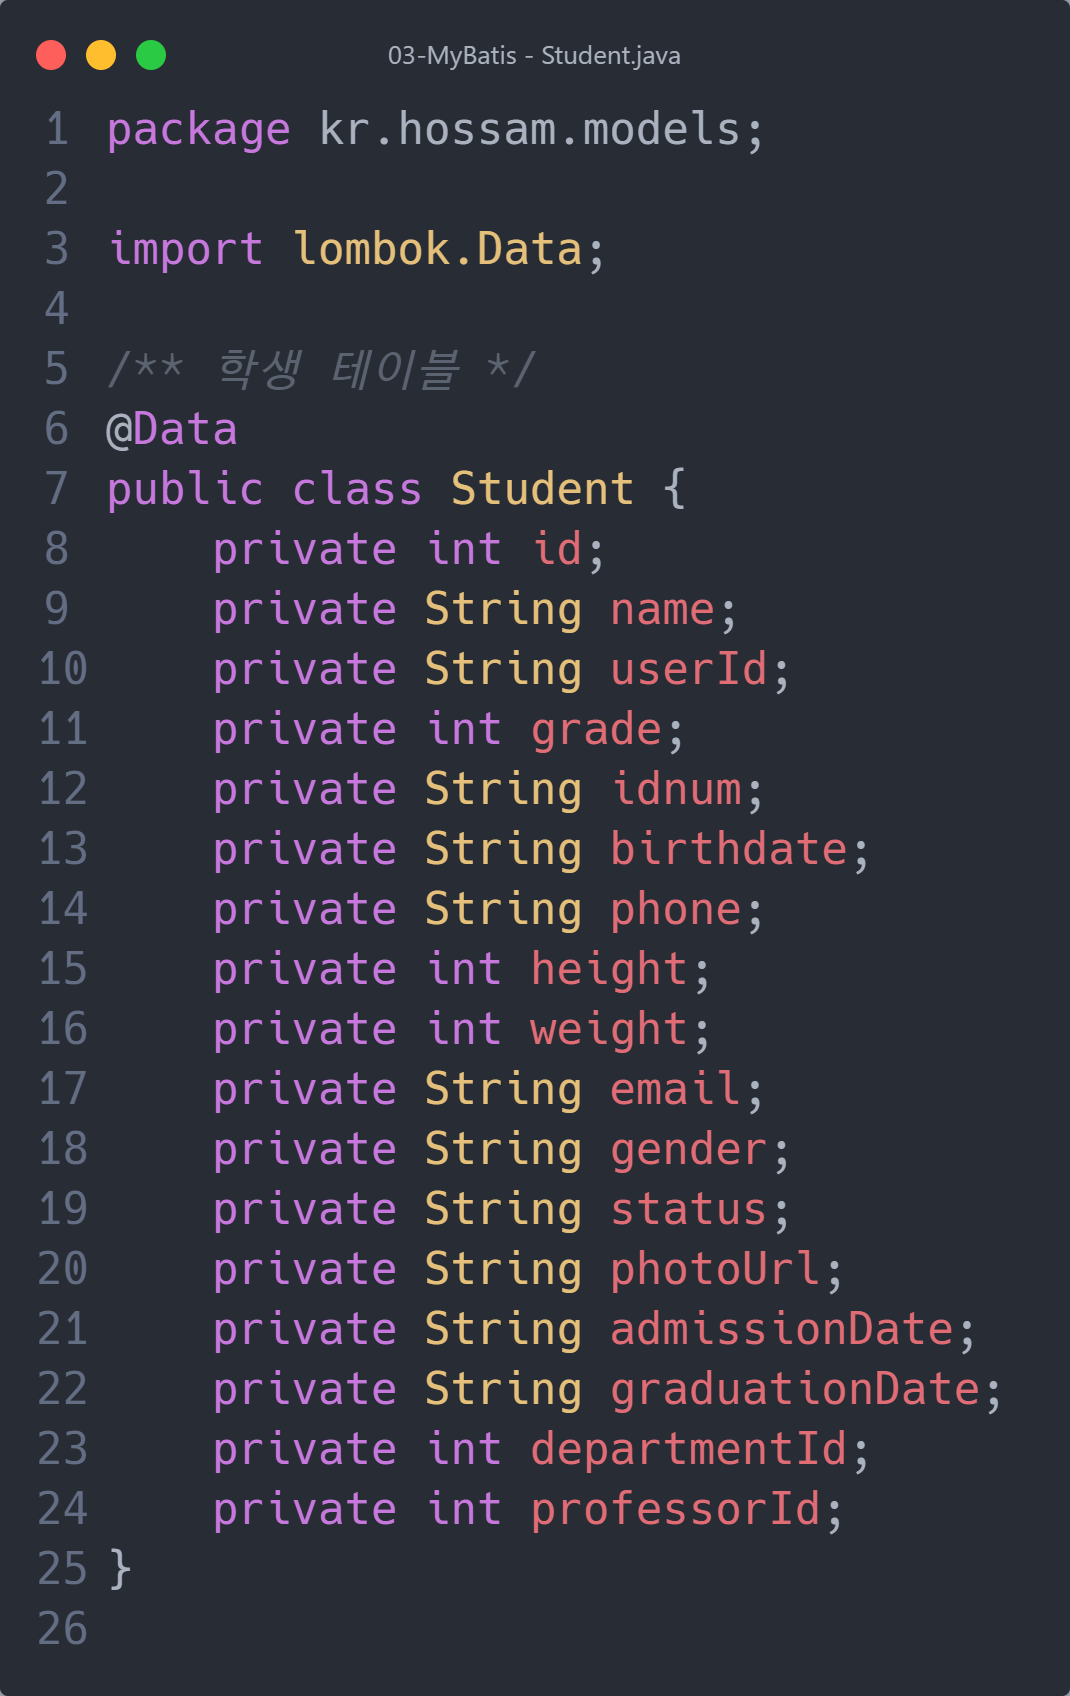 03-MyBatis - Student.java
1 package kr.hossam.models;
2
3 import lombok.Data;
4
5 /** 학생 테이블 */
6 @Data
7 public class Student {
8     private int id;
9     private String name;
10     private String userId;
11     private int grade;
12     private String idnum;
13     private String birthdate;
14     private String phone;
15     private int height;
16     private int weight;
17     private String email;
18     private String gender;
19     private String status;
20     private String photoUrl;
21     private String admissionDate;
22     private String graduationDate;
23     private int departmentId;
24     private int professorId;
25 }
26